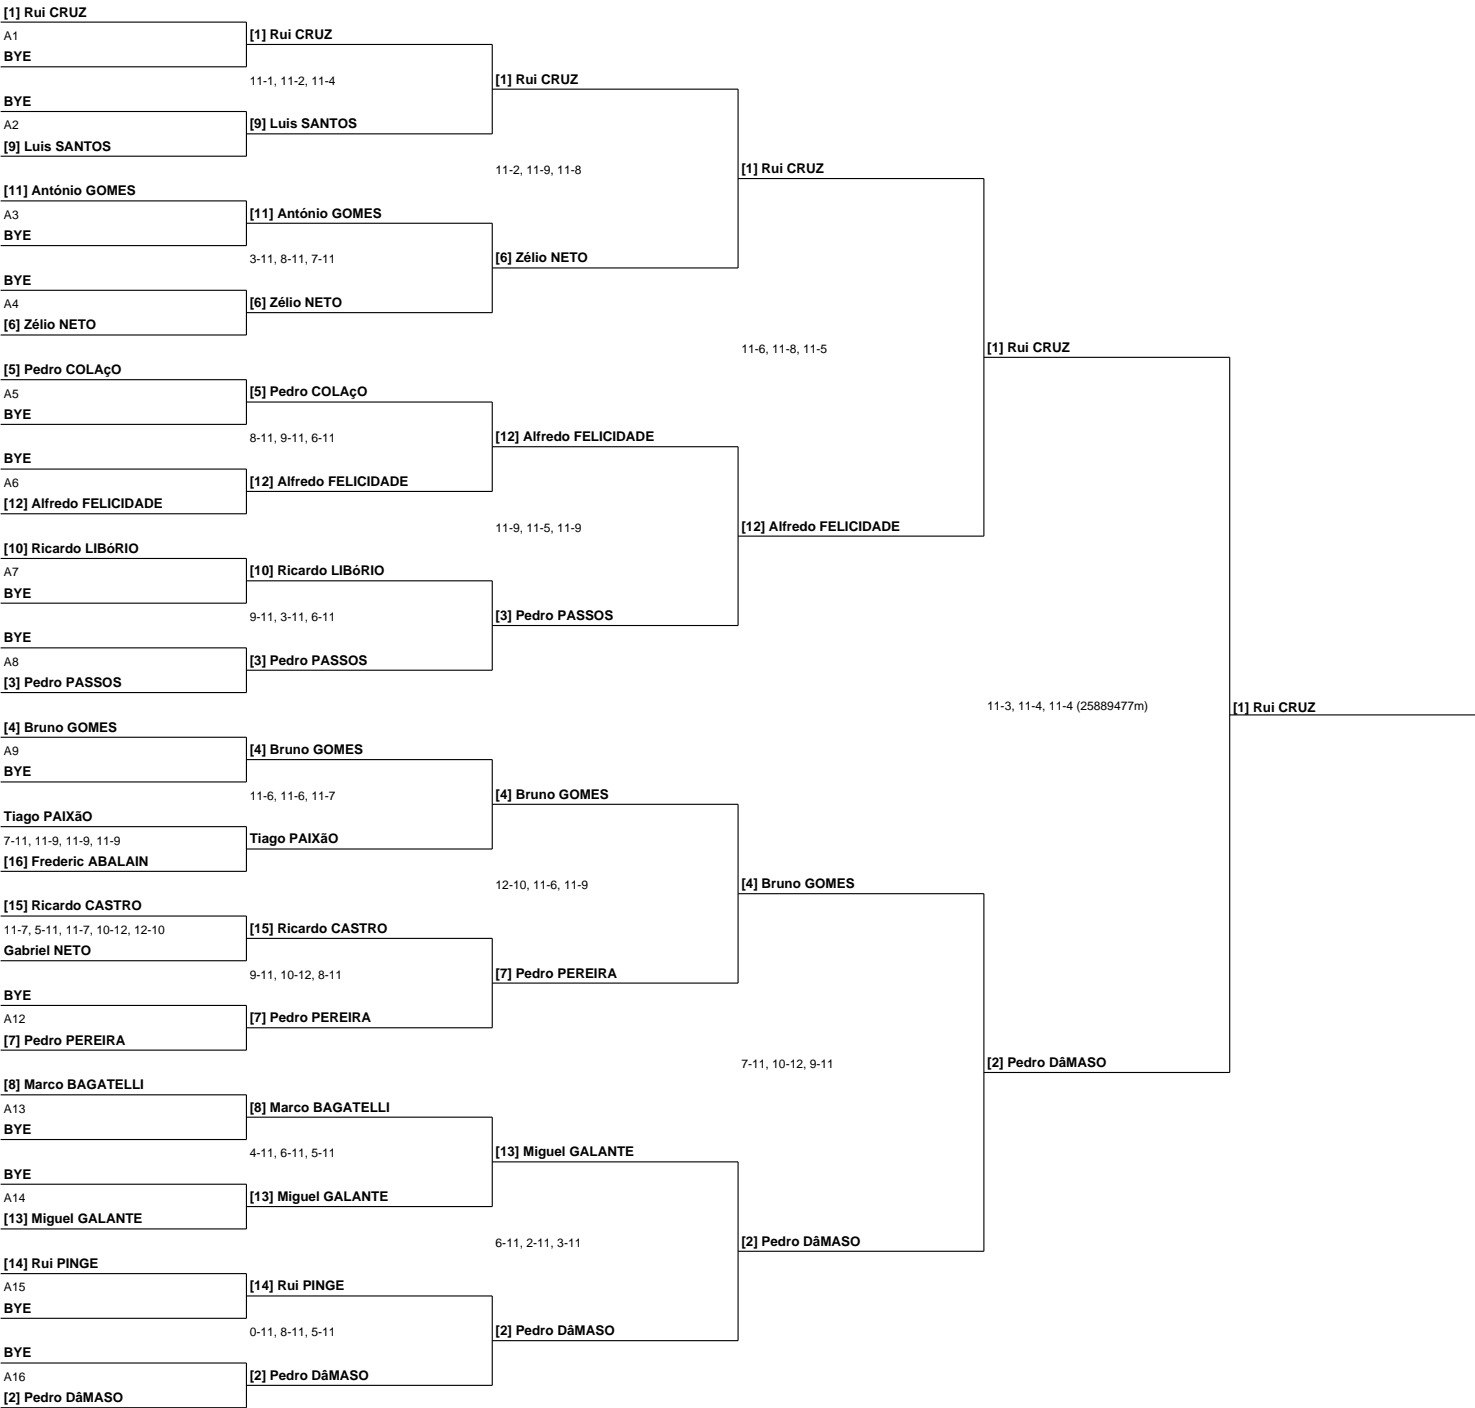 [1] Rui CRUZ
A1
BYE
BYE
A2
[9] Luis SANTOS
[11] António GOMES
A3
BYE
BYE
A4
[6] Zélio NETO
[5] Pedro COLAçO
A5
BYE
BYE
A6
[12] Alfredo FELICIDADE
[10] Ricardo LIBóRIO
A7
BYE
BYE
A8
[3] Pedro PASSOS
[4] Bruno GOMES
A9
BYE
Tiago PAIXãO
7-11, 11-9, 11-9, 11-9
[16] Frederic ABALAIN
[15] Ricardo CASTRO
11-7, 5-11, 11-7, 10-12, 12-10
Gabriel NETO
BYE
A12
[7] Pedro PEREIRA
[8] Marco BAGATELLI
A13
BYE
BYE
A14
[13] Miguel GALANTE
[14] Rui PINGE
A15
BYE
BYE
A16
[2] Pedro DâMASO
[1] Rui CRUZ
11-1, 11-2, 11-4
[9] Luis SANTOS
[11] António GOMES
3-11, 8-11, 7-11
[6] Zélio NETO
[5] Pedro COLAçO
8-11, 9-11, 6-11
[12] Alfredo FELICIDADE
[10] Ricardo LIBóRIO
9-11, 3-11, 6-11
[3] Pedro PASSOS
[4] Bruno GOMES
11-6, 11-6, 11-7
Tiago PAIXãO
[15] Ricardo CASTRO
9-11, 10-12, 8-11
[7] Pedro PEREIRA
[8] Marco BAGATELLI
4-11, 6-11, 5-11
[13] Miguel GALANTE
[14] Rui PINGE
0-11, 8-11, 5-11
[2] Pedro DâMASO
[1] Rui CRUZ
11-2, 11-9, 11-8
[6] Zélio NETO
[12] Alfredo FELICIDADE
11-9, 11-5, 11-9
[3] Pedro PASSOS
[4] Bruno GOMES
12-10, 11-6, 11-9
[7] Pedro PEREIRA
[13] Miguel GALANTE
6-11, 2-11, 3-11
[2] Pedro DâMASO
[1] Rui CRUZ
11-6, 11-8, 11-5
[12] Alfredo FELICIDADE
[4] Bruno GOMES
7-11, 10-12, 9-11
[2] Pedro DâMASO
[1] Rui CRUZ
11-3, 11-4, 11-4 (25889477m)
[2] Pedro DâMASO
[1] Rui CRUZ